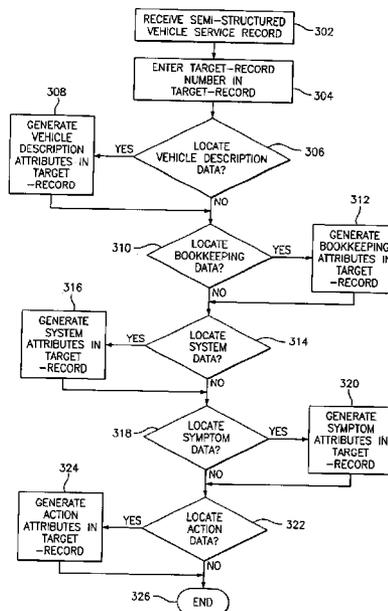 RECEIVE SEMI-STRUCTURED
VEHICLE SERVICE RECORD
302
ENTER TARGET-RECORD
NUMBER IN
TARGET-RECORD
304
308
GENERATE
VEHICLE
DESCRIPTION
ATTRIBUTES IN
TARGET
-RECORD
YES
LOCATE
VEHICLE DESCRIPTION
DATA?
306
NO
310
LOCATE
BOOKKEEPING
DATA?
YES
312
GENERATE
BOOKKEEPING
ATTRIBUTES IN
TARGET
-RECORD
NO
316
GENERATE
SYSTEM
ATTRIBUTES IN
TARGET
-RECORD
YES
LOCATE
SYSTEM
DATA?
314
NO
318
LOCATE
SYMPTOM
DATA?
YES
320
GENERATE
SYMPTOM
ATTRIBUTES IN
TARGET
-RECORD
NO
324
GENERATE
ACTION
ATTRIBUTES IN
TARGET
-RECORD
YES
LOCATE
ACTION
DATA?
322
NO
326
END